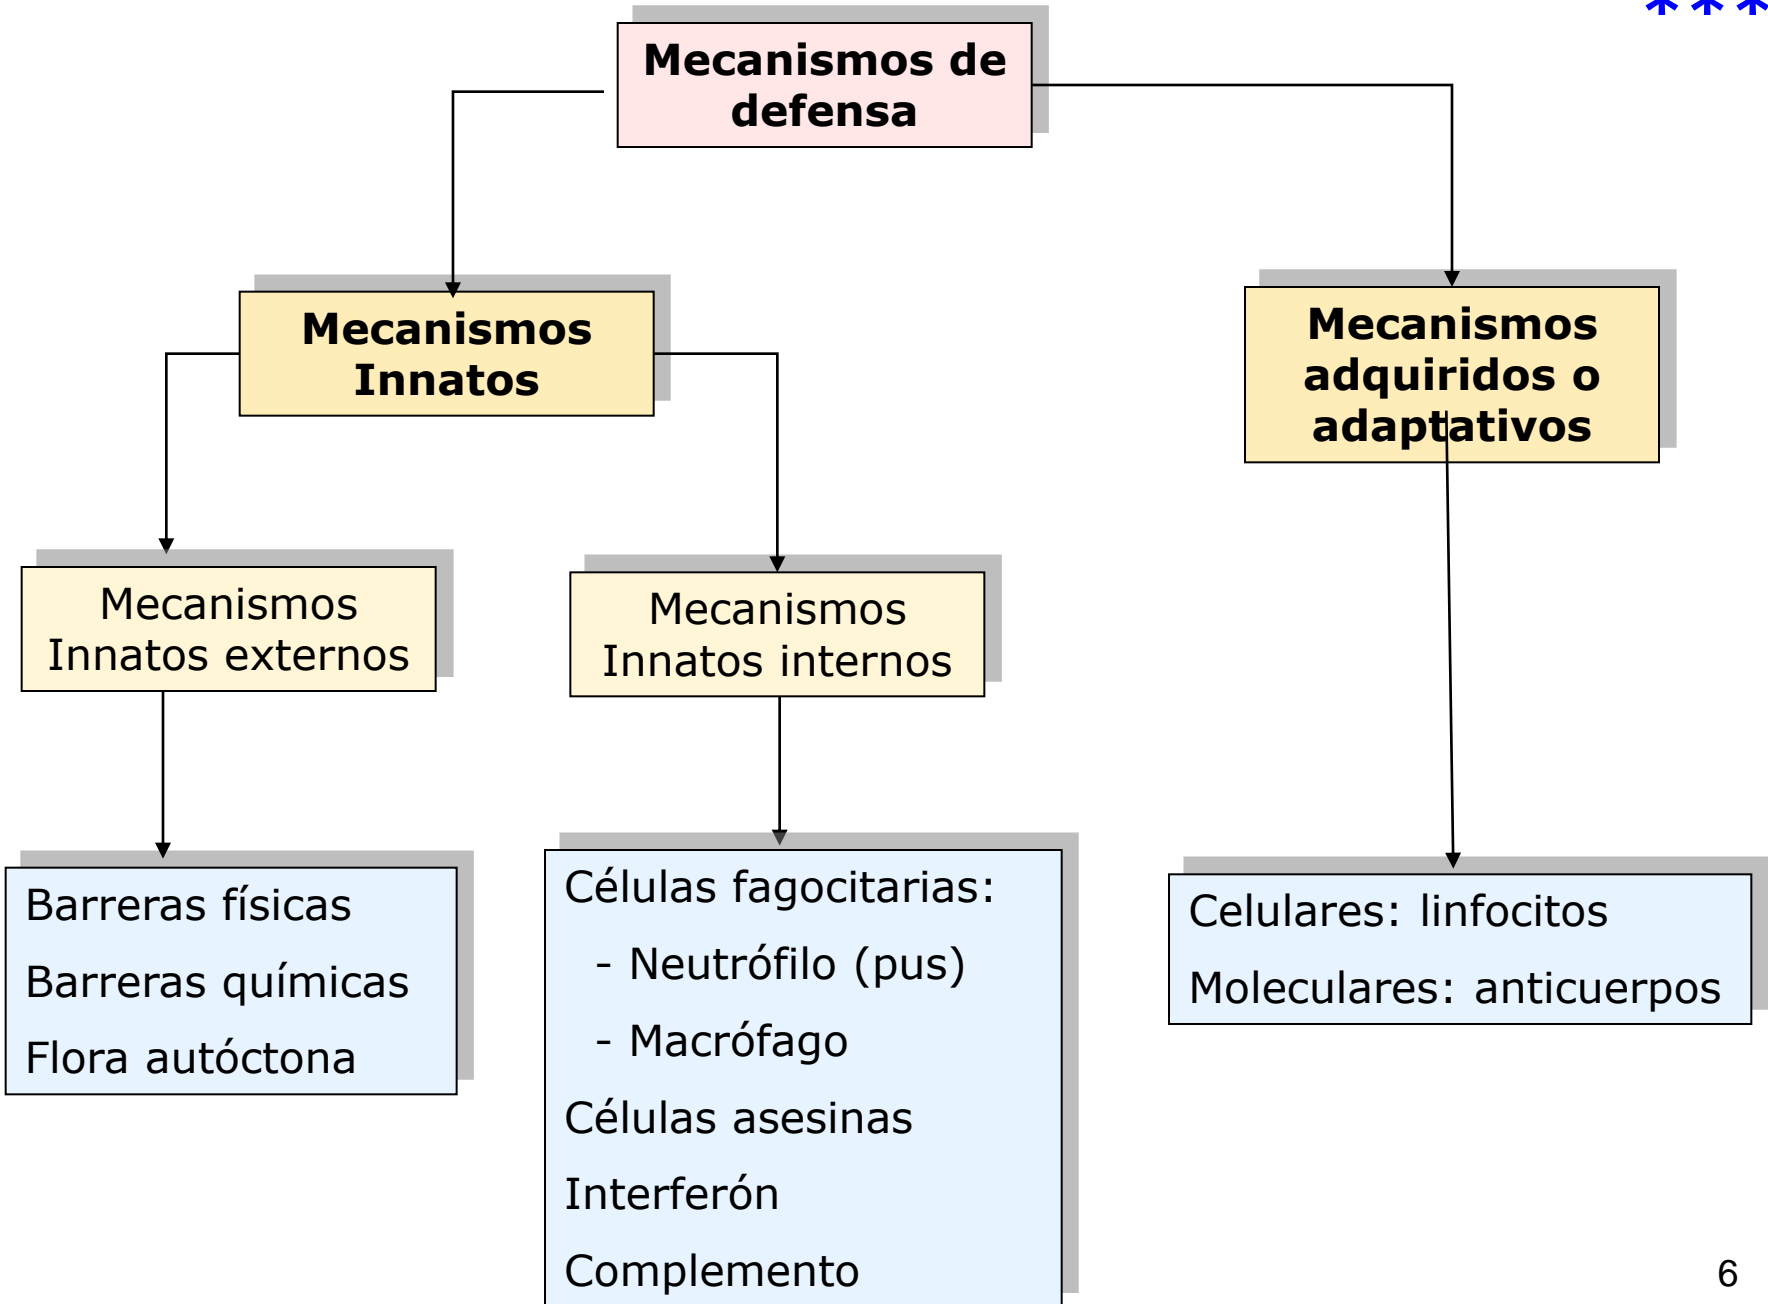 ***
Mecanismos de
defensa
Mecanismos
Innatos
Mecanismos
adquiridos o
adaptativos
Mecanismos
Innatos externos
Mecanismos
Innatos internos
Barreras físicas
Barreras químicas
Flora autóctona
Células fagocitarias:
- Neutrófilo (pus)
- Macrófago
Células asesinas
Interferón
Complemento
Celulares: linfocitos
Moleculares: anticuerpos
6